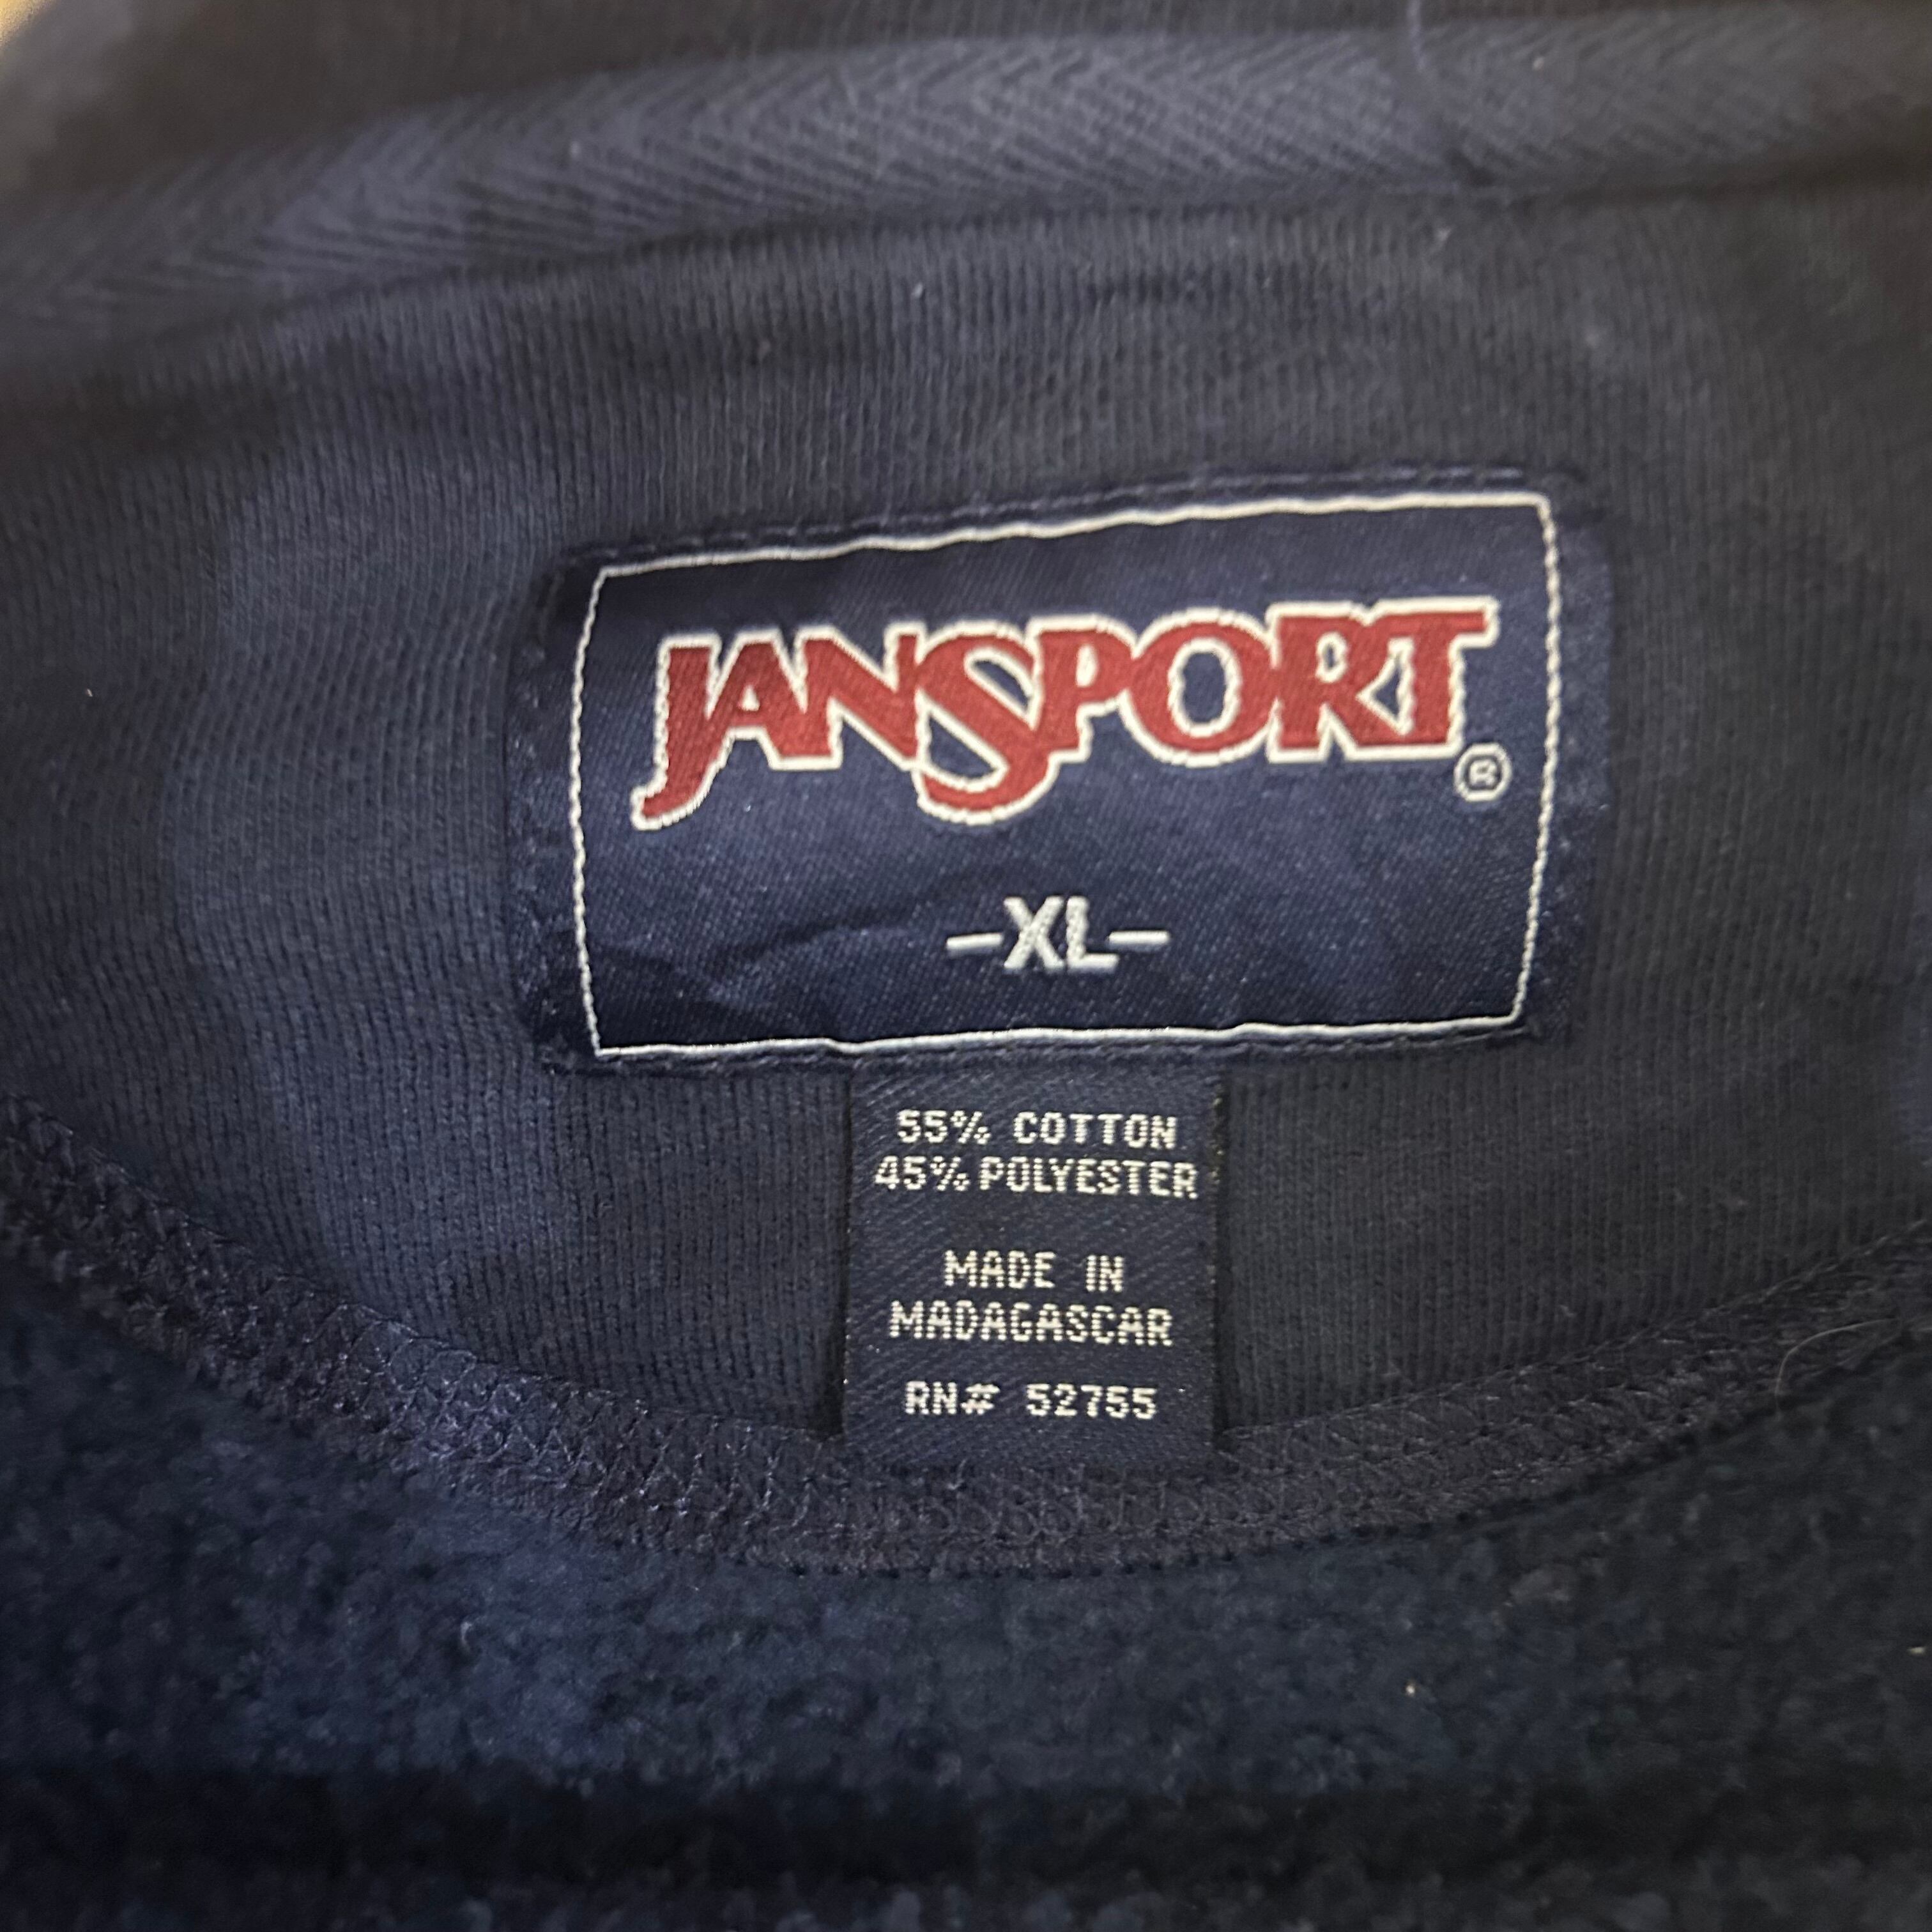 JANSPORT®
-XL-
55% COTTON
45% POLYESTER
MADE IN
MADAGASCAR
RN# 52755